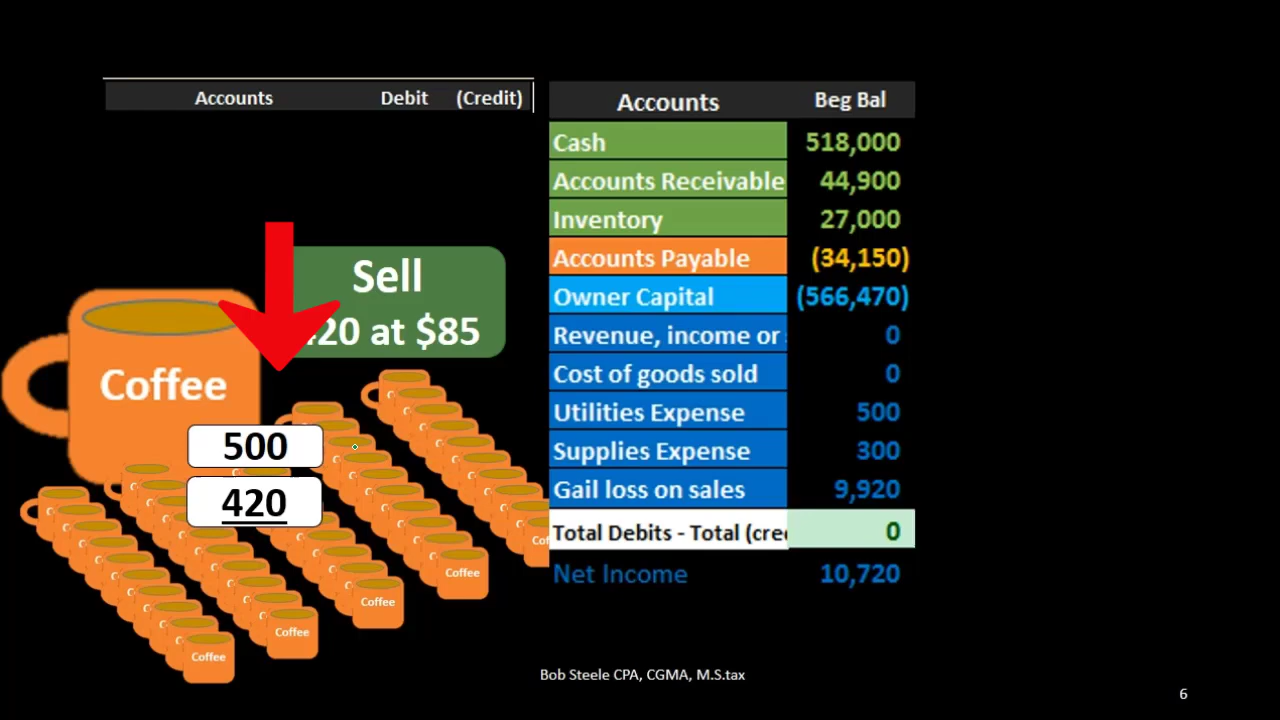 Accounts Debit (Credit)
Sell
420 at $85
Coffee
500
420
Coffee
Coffee
Coffee
Coffee
Accounts Beg Bal
Cash 518,000
Accounts Receivable 44,900
Inventory 27,000
Accounts Payable (34,150)
Owner Capital (566,470)
Revenue, income or 0
Cost of goods sold 0
Utilities Expense 500
Supplies Expense 300
Gail loss on sales 9,920
Total Debits - Total (cre 0
Net Income 10,720
Bob Steele CPA, CGMA, M.S.tax
6